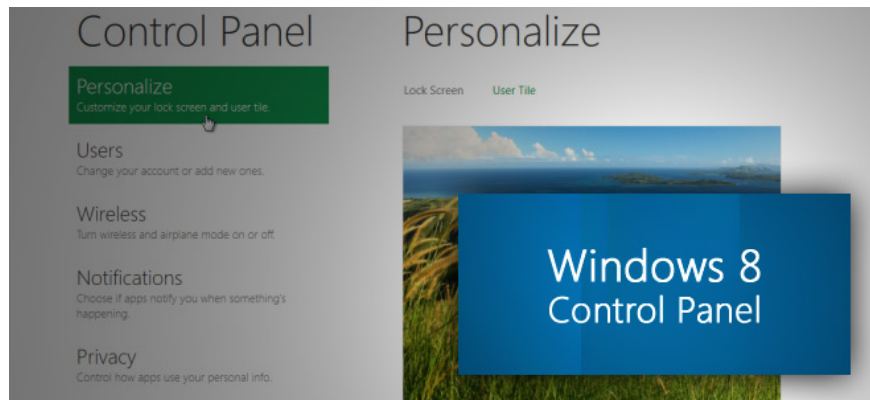 Control Panel
Personalize
Customize your lock screen and user tile.
Users
Change your account or add new ones.
Wireless
Turn wireless and airplane mode on or off.
Notifications
Choose if apps notify you when something's
happening.
Privacy
Control how apps use your personal info.
Personalize
Lock Screen User Tile
Windows 8
Control Panel